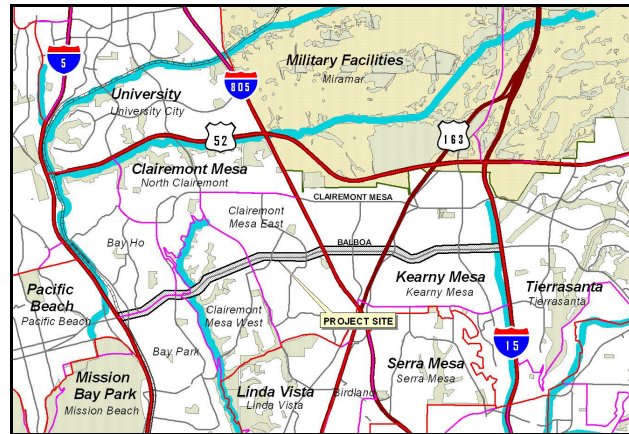 5
805
Military Facilities
Miramar
University
University City
52
163
Clairemont Mesa
North Clairemont
CLAIREMONT MESA
Clairemont
Mesa East
Bay Ho
BALBOA
Kearny Mesa
Kearny Mesa
Tierrasanta
Tierrasanta
Pacific
Beach
Pacific Beach
Clairemont
Mesa West
PROJECT SITE
15
Bay Park
Serra Mesa
Serra Mesa
Mission
Bay Park
Mission Beach
Linda Vista
Linda Vista
Birdland